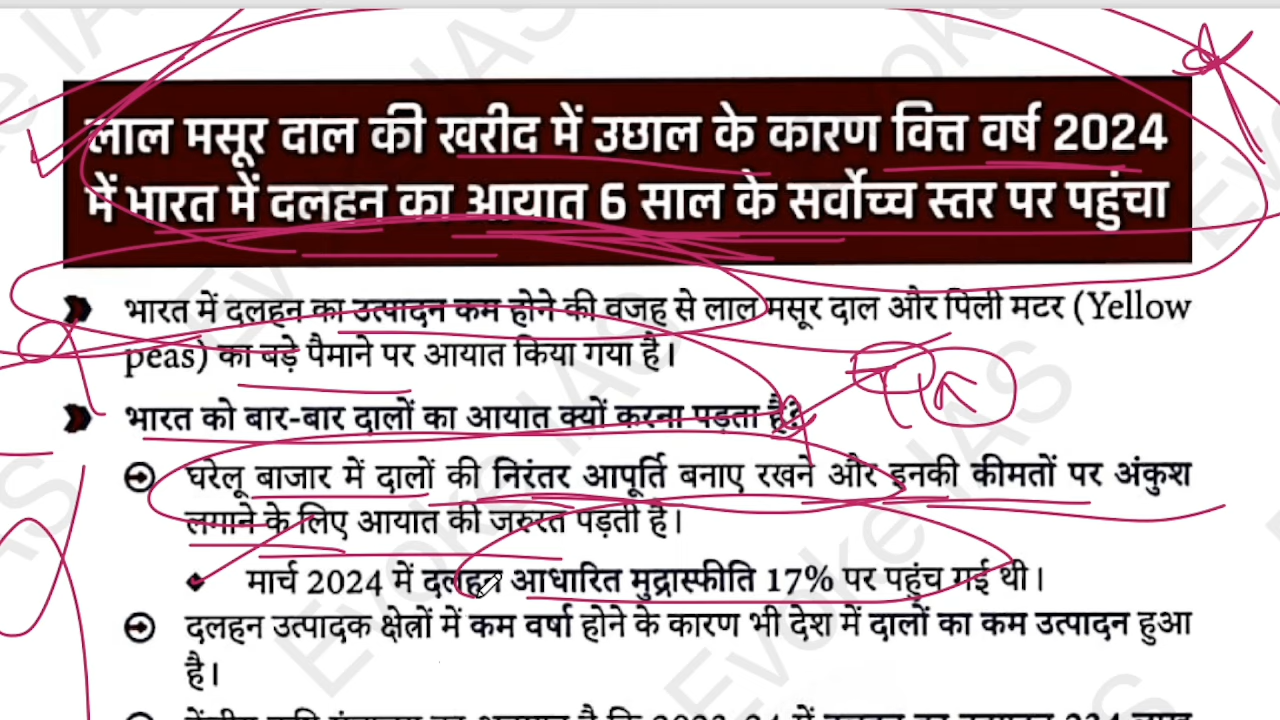 लाल मसूर दाल की खरीद में उछाल के कारण वित्त वर्ष 2024
में भारत में दलहन का आयात 6 साल के सर्वोच्च स्तर पर पहुंचा
भारत में दलहन का उत्पादन कम होने की वजह से लाल मसूर दाल और पिली मटर (Yellow
peas) का बड़े पैमाने पर आयात किया गया है।
भारत को बार-बार दालों का आयात क्यों करना पड़ता है?
घरेलू बाजार में दालों की निरंतर आपूर्ति बनाए रखने और इनकी कीमतों पर अंकुश
लगाने के लिए आयात की जरुरत पड़ती है।
मार्च 2024 में दलहन आधारित मुद्रास्फीति 17% पर पहुंच गई थी।
दलहन उत्पादक क्षेत्रों में कम वर्षा होने के कारण भी देश में दालों का कम उत्पादन हुआ
है।